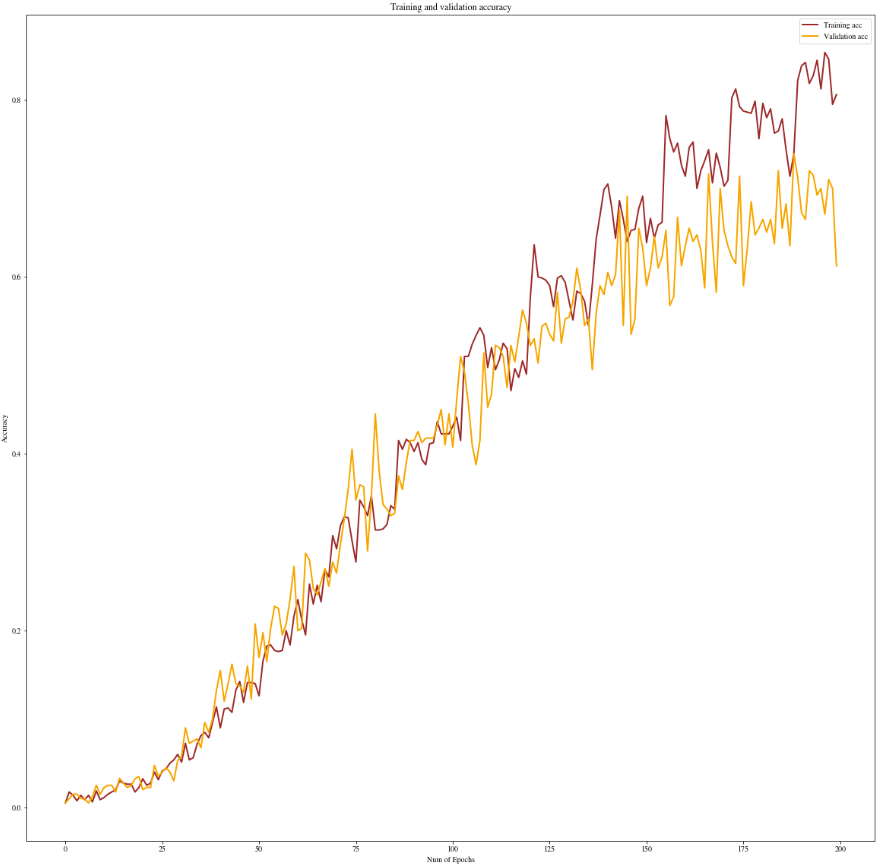 Training and validation accuracy
Training acc
Validation acc
0.8
0.6
0.4
0.2
0.0
Accuracy
0 25 50 75 100 125 150 175 200
Num of Epochs